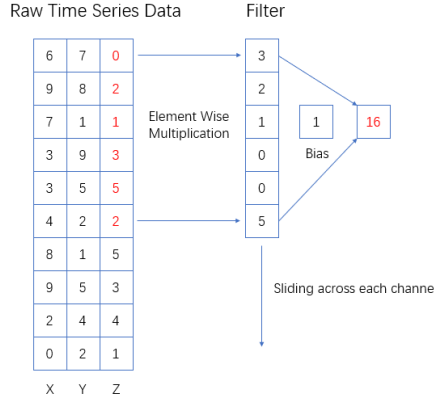 Raw Time Series Data Filter
6 7 0 3
9 8 2 2
7 1 1 Element Wise 1 1 16
Multiplication
3 9 3 0 Bias
3 5 5 0
4 2 2 5
8 1 5
9 5 3 Sliding across each channe
2 4 4
0 2 1
X Y Z